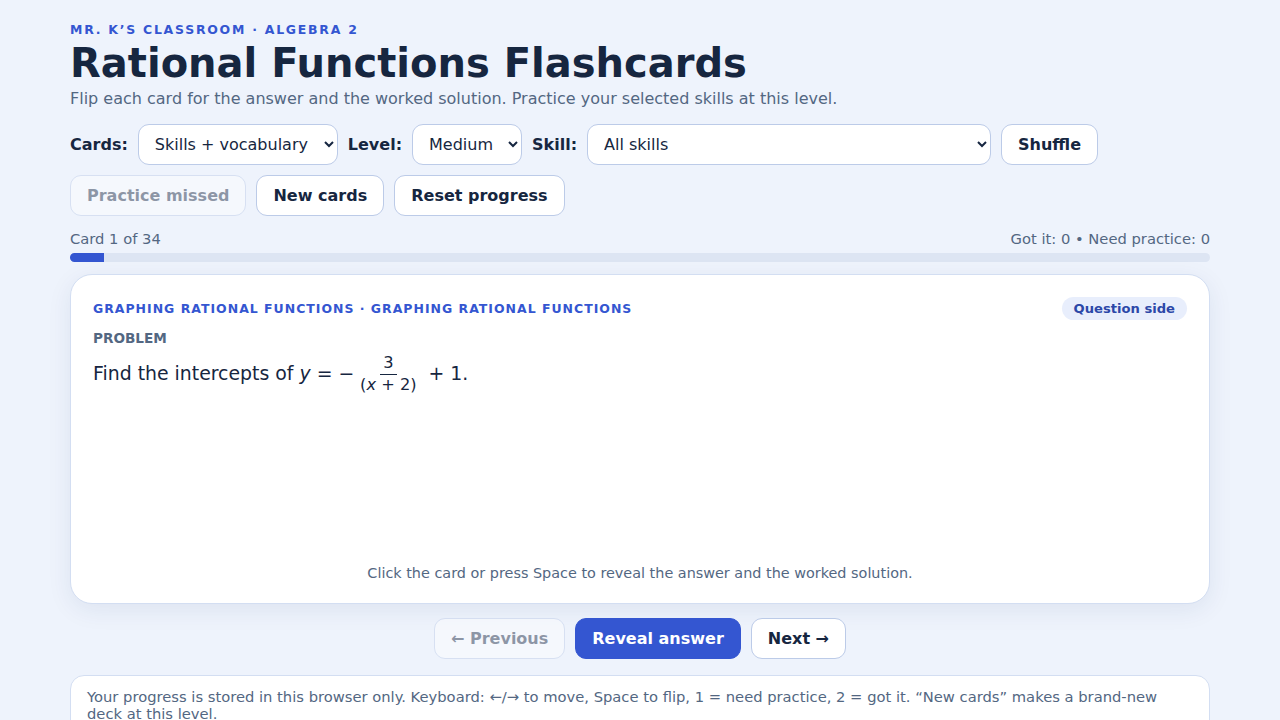 MR. K’S CLASSROOM · ALGEBRA 2
Rational Functions Flashcards
Flip each card for the answer and the worked solution. Practice your selected skills at this level.
Cards: Skills + vocabulary Level: Medium Skill: All skills Shuffle
Practice missed New cards Reset progress
Card 1 of 34 Got it: 0 • Need practice: 0
GRAPHING RATIONAL FUNCTIONS · GRAPHING RATIONAL FUNCTIONS Question side
PROBLEM
Find the intercepts of y = − 3/(x + 2) + 1.
Click the card or press Space to reveal the answer and the worked solution.
← Previous Reveal answer Next →
Your progress is stored in this browser only. Keyboard: ←/→ to move, Space to flip, 1 = need practice, 2 = got it. “New cards” makes a brand-new
deck at this level.